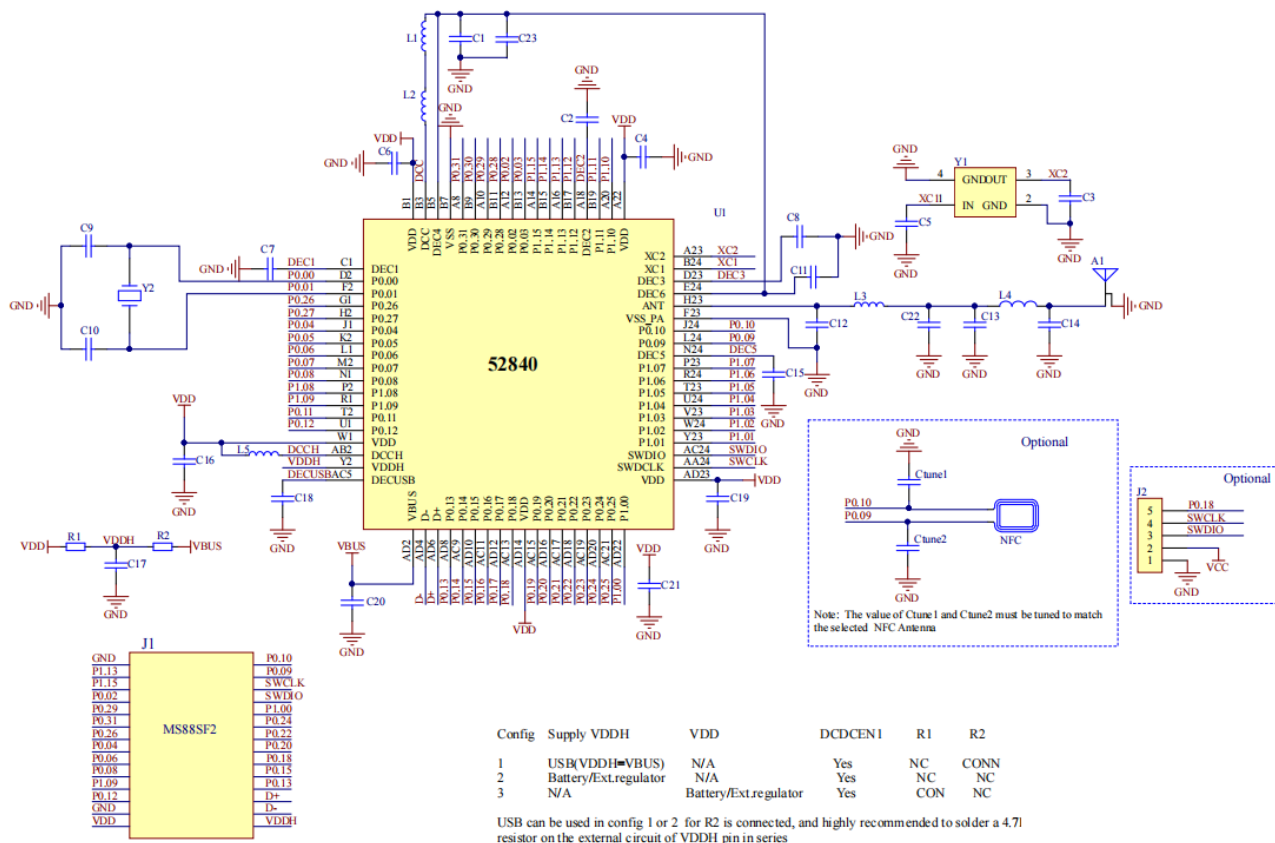 L1
C1
C23
GND
L2
GND
GND
VDD
C6
GND
DCC
C2
VDD
C4
GND
P0.31
P0.30
P0.29
P0.28
P0.02
P0.03
P1.15
P1.14
P1.13
P1.12
DEC2
P1.11
P1.10
B1
B3
B5
B7
A8
B9
A10
B11
A12
B13
A14
B15
A16
B17
A18
B19
A20
A22
VDD
DCC
DEC4
VSS
P0.31
P0.30
P0.29
P0.28
P0.02
P0.03
P1.15
P1.14
P1.13
P1.12
DEC2
P1.11
P1.10
VDD
U1
52840
C9
Y2
C10
GND
GND
C7
DEC1 C1 DEC1
P0.00 D2 P0.00
P0.01 F2 P0.01
P0.26 G1 P0.26
P0.27 H2 P0.27
P0.04 J1 P0.04
P0.05 K2 P0.05
P0.06 L1 P0.06
P0.07 M2 P0.07
P0.08 N1 P0.08
P1.08 P2 P1.08
P1.09 R1 P1.09
P0.11 T2 P0.11
P0.12 U1 P0.12
W1 VDD
DCCH AB2 DCCH
VDDH Y2 VDDH
DECUSB AC5 DECUSB
VDD
L5
C16
GND
C18
GND
XC2 A23 XC2
XC1 B24 XC1
DEC3 D23 DEC3
DEC6 E24
ANT H23
VSS_PA F23
P0.10 J24 P0.10
P0.09 L24 P0.09
DEC5 N24 DEC5
P1.07 P23 P1.07
P1.06 R24 P1.06
P1.05 T23 P1.05
P1.04 U24 P1.04
P1.03 V23 P1.03
P1.02 W24 P1.02
P1.01 Y23 P1.01
SWDIO AC24 SWDIO
SWDCLK AA24 SWCLK
VDD AD23 VDD
C8
GND
C11
C12
GND
L3
C22
GND
C13
GND
L4
C14
GND
A1
GND
C15
GND
C19
GND
GND
Y1
4 GND OUT 3 XC2
XC11 IN GND 2
C5
GND
C3
GND
VBUS
D-
D+
P0.13
P0.14
P0.15
P0.16
P0.17
P0.18
VDD
P0.19
P0.20
P0.21
P0.22
P0.23
P0.24
P0.25
P1.00
AD2
AD4
AD6
AD8
AC9
AD10
AC11
AD12
AC13
AD14
AC15
AD16
AC17
AD18
AC19
AD20
AC21
AD22
D-
D+
P0.13
P0.14
P0.15
P0.16
P0.17
P0.18
P0.19
P0.20
P0.21
P0.22
P0.23
P0.24
P0.25
P1.00
VDD
VBUS
C20
GND
VDD
C21
GND
VDD
R1
VDDH
R2
VBUS
C17
GND
Optional
GND
Ctune1
P0.10
P0.09
NFC
Ctune2
GND
Note: The value of Ctune1 and Ctune2 must be tuned to match
the selected NFC Antenna
Optional
J2
5 P0.18
4 SWCLK
3 SWDIO
2
1
VCC
GND
J1
MS88SF2
GND P0.10
P1.13 P0.09
P1.15 SWCLK
P0.02 SWDIO
P0.29 P1.00
P0.31 P0.24
P0.26 P0.22
P0.04 P0.20
P0.06 P0.18
P0.08 P0.15
P1.09 P0.13
P0.12 D+
GND D-
VDD VDDH
Config Supply VDDH VDD DCDCEN1 R1 R2
1 USB(VDDH=VBUS) N/A Yes NC CONN
2 Battery/Ext.regulator N/A Yes NC NC
3 N/A Battery/Ext.regulator Yes CON NC
USB can be used in config 1 or 2 for R2 is connected, and highly recommended to solder a 4.7
resistor on the external circuit of VDDH pin in series